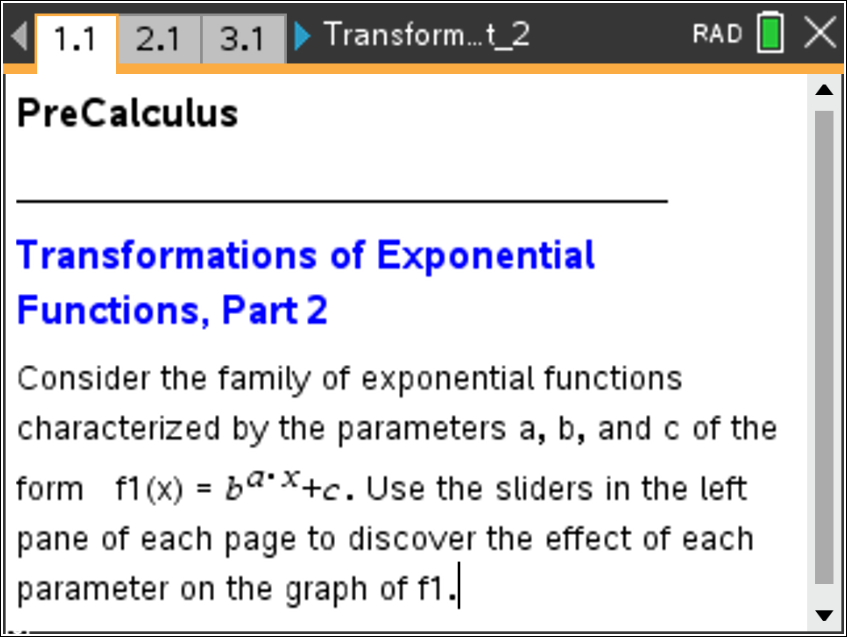 1.1 2.1 3.1 Transform...t_2 RAD
PreCalculus
Transformations of Exponential
Functions, Part 2
Consider the family of exponential functions
characterized by the parameters a, b, and c of the
form f1(x) = b^{a·x}+c. Use the sliders in the left
pane of each page to discover the effect of each
parameter on the graph of f1.